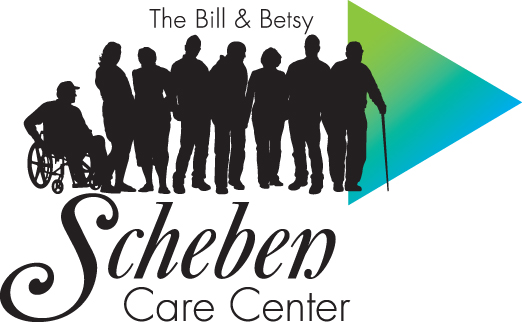 The Bill & Betsy
Scheben
Care Center